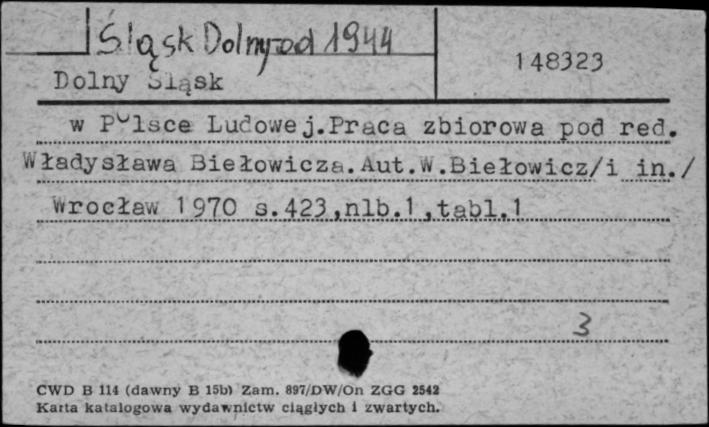 Śląsk Dolny od 1944
148323
Dolny Śląsk
w Polsce Ludowej.Praca zbiorowa pod red.
Władysława Biełowicza.Aut.W.Biełowicz/i in./
Wrocław 1970 s.423,nlb.1,tabl.1
3
CWD B 114 (dawny B 15b) Zam. 897/DW/On ZGG 2542
Karta katalogowa wydawnictw ciągłych i zwartych.